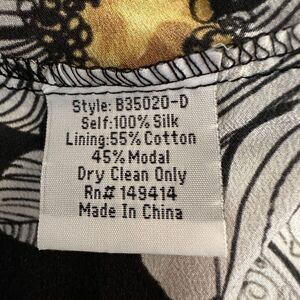 Style: B35020-D
Self:100% Silk
Lining:55% Cotton
45% Modal
Dry Clean Only
Rn# 149414
Made In China